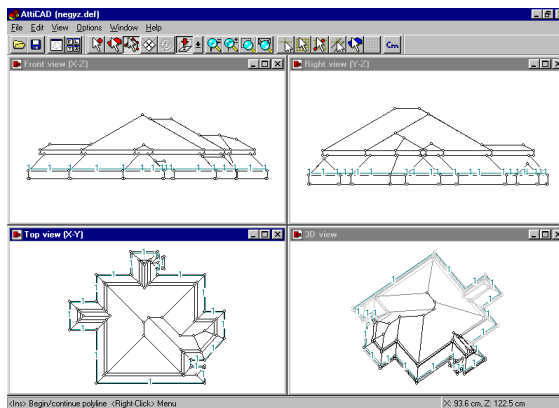 AttiCAD (negyz.def)
File Edit View Options Window Help
Cm
Front view (X-Z)
Right view (Y-Z)
Top view (X-Y)
3D view
<Ins> Begin/continue polyline <Right-Click> Menu
X: 93.6 cm, Z: 122.5 cm